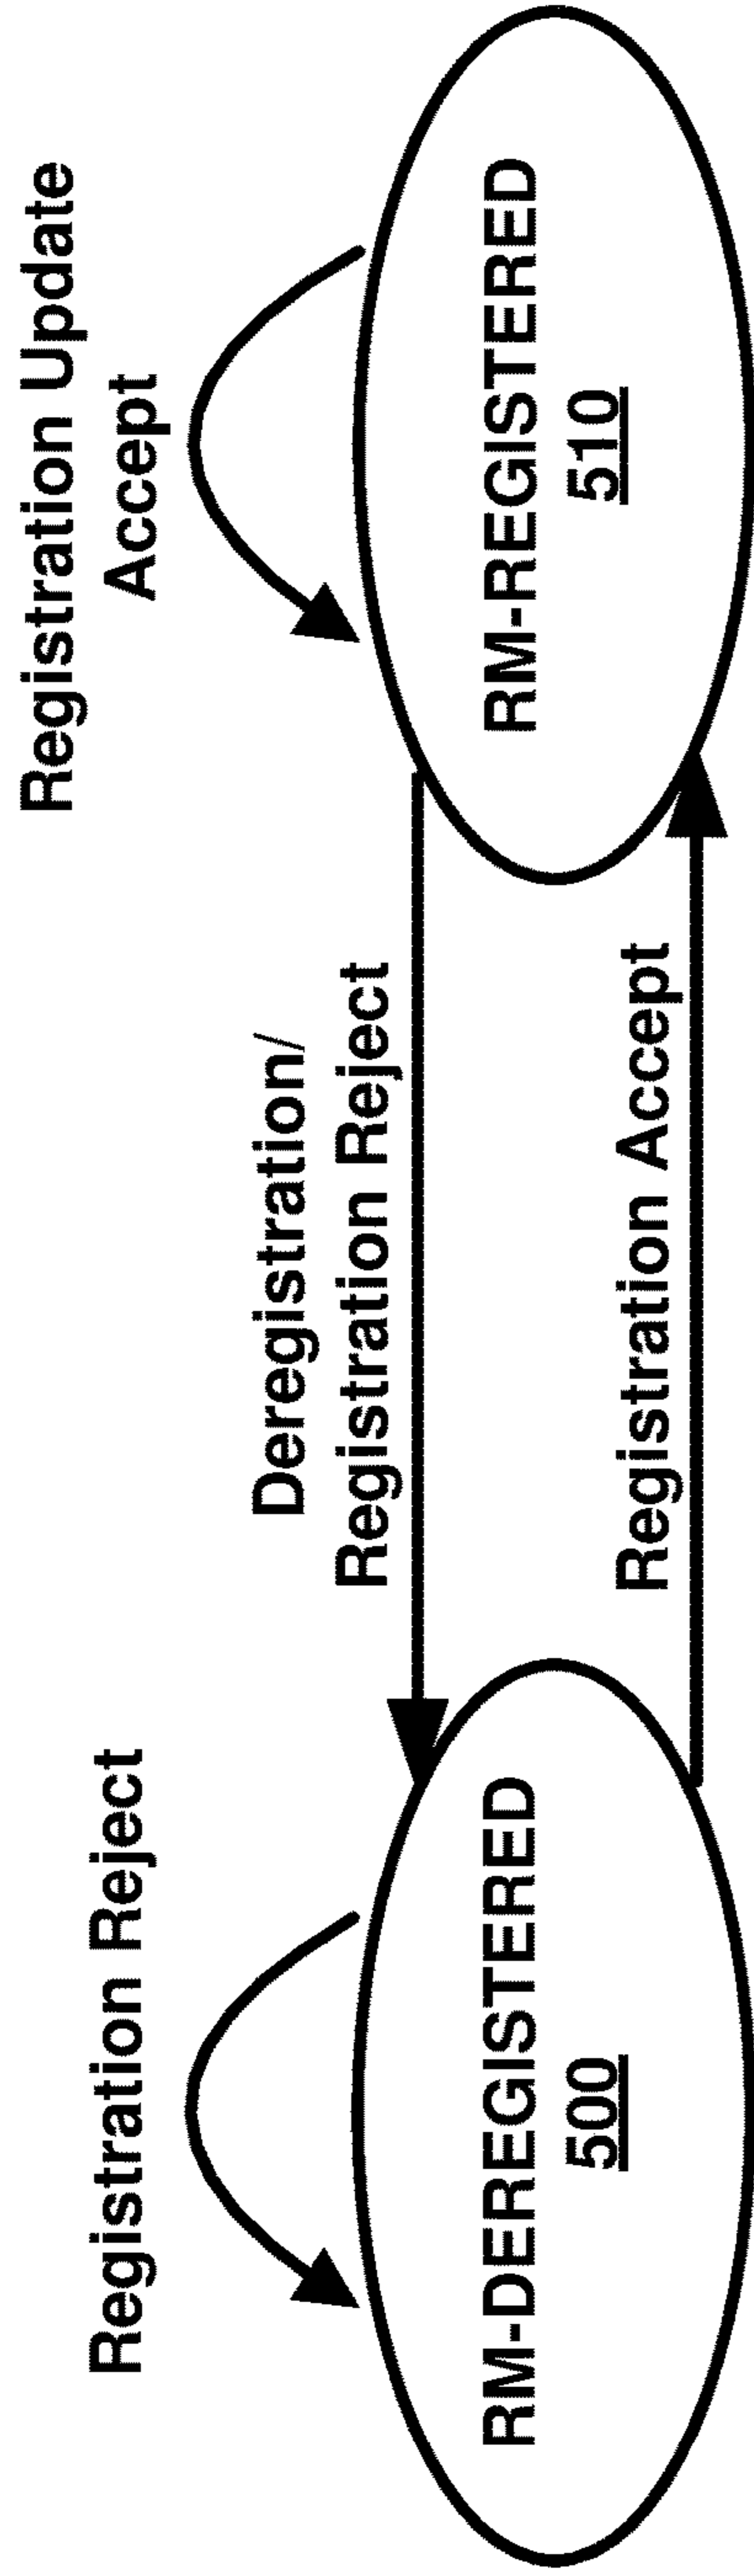 Registration Reject
RM-DEREGISTERED
500
Deregistration/
Registration Reject
Registration Accept
Registration Update
Accept
RM-REGISTERED
510